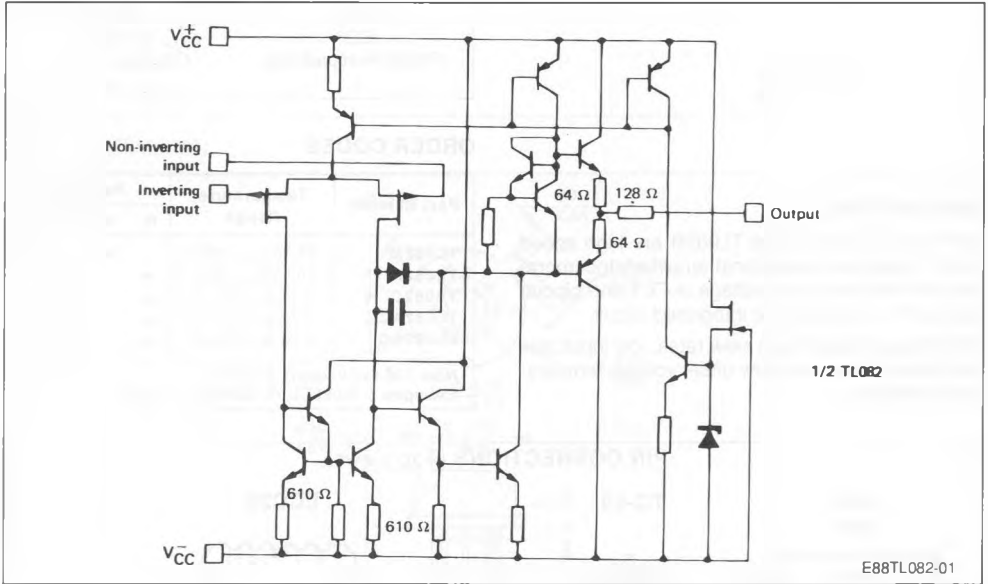 V⁺CC
Non-inverting
input
Inverting
input
64 Ω
128 Ω
Output
64 Ω
1/2 TL082
610 Ω
610 Ω
V⁻CC
E88TL082-01